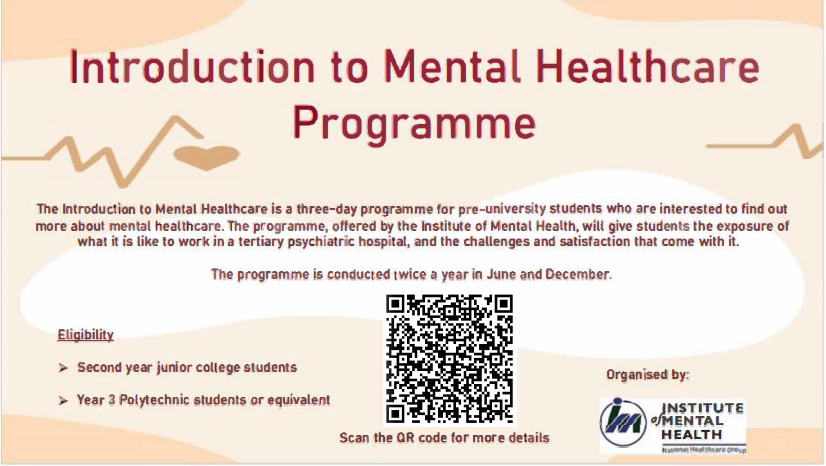 Introduction to Mental Healthcare
Programme
The Introduction to Mental Healthcare is a three-day programme for pre-university students who are interested to find out
more about mental healthcare. The programme, offered by the Institute of Mental Health, will give students the exposure of
what it is like to work in a tertiary psychiatric hospital, and the challenges and satisfaction that come with it.
The programme is conducted twice a year in June and December.
Eligibility
➤ Second year junior college students
➤ Year 3 Polytechnic students or equivalent
Scan the QR code for more details
Organised by:
im INSTITUTE
of MENTAL
HEALTH
National Healthcare Group